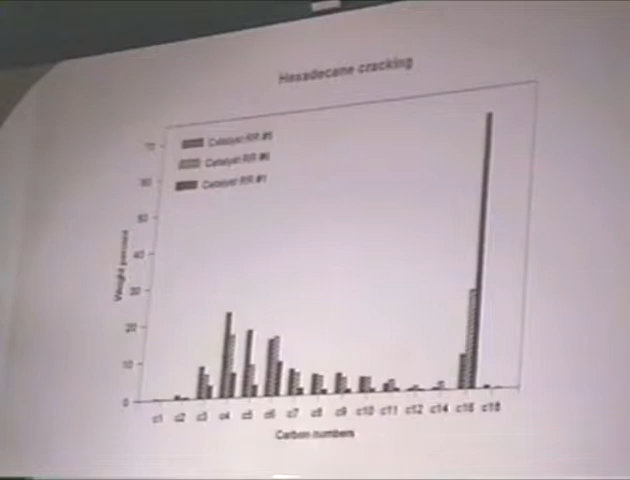 Hexadecane cracking
Catalyst RR #5
Catalyst RR #6
Catalyst RR #1
70
60
50
40
30
20
10
0
Weight percent
c1 c2 c3 c4 c5 c6 c7 c8 c9 c10 c11 c12 c14 c16 c18
Carbon numbers